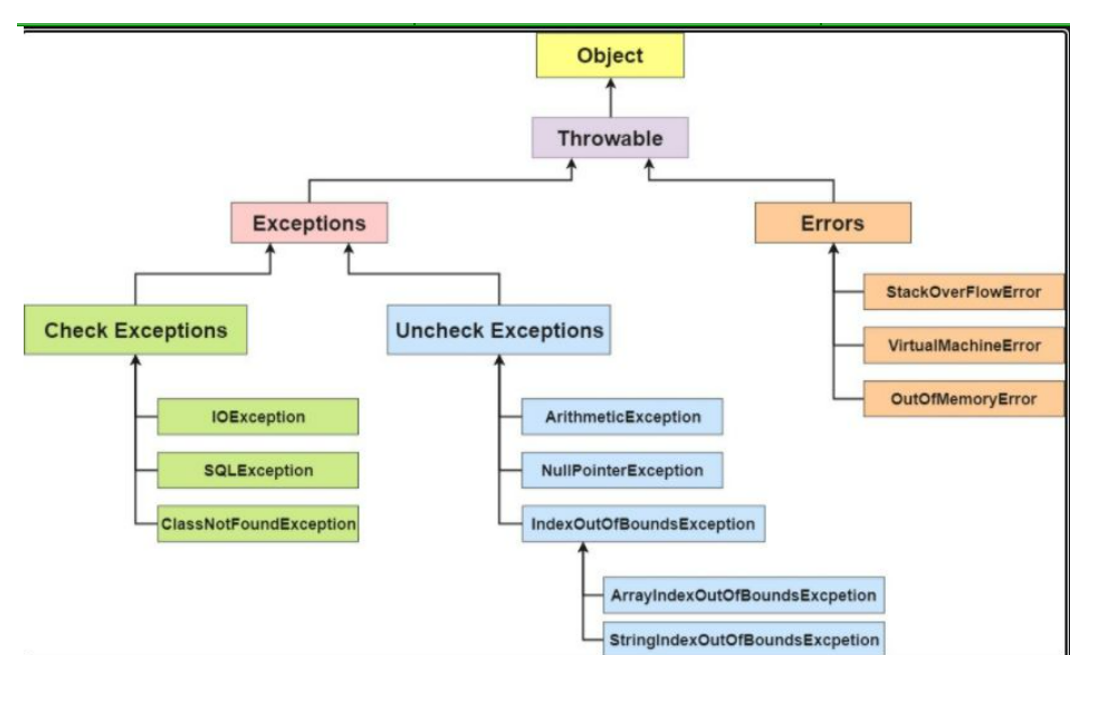 Object
Throwable
Exceptions
Errors
StackOverFlowError
VirtualMachineError
OutOfMemoryError
Check Exceptions
Uncheck Exceptions
IOException
SQLException
ClassNotFoundException
ArithmeticException
NullPointerException
IndexOutOfBoundsException
ArrayIndexOutOfBoundsExcpetion
StringIndexOutOfBoundsExcpetion